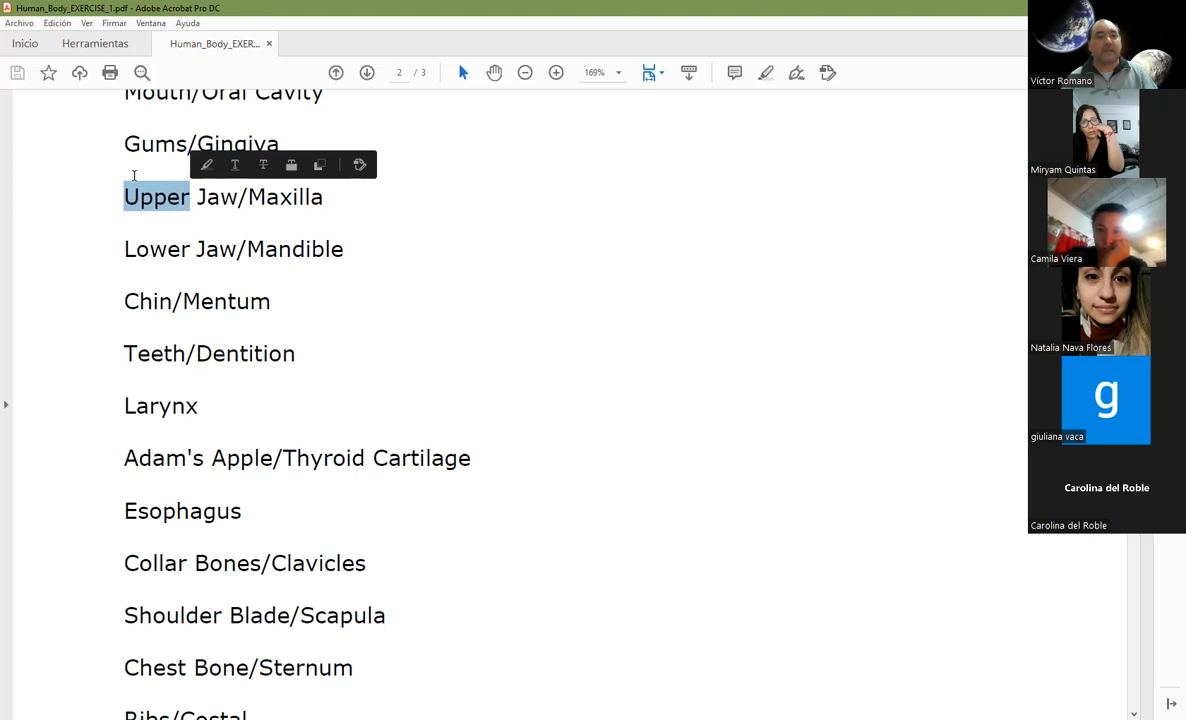 Human_Body_EXERCISE_1.pdf - Adobe Acrobat Pro DC
Archivo Edición Ver Firmar Ventana Ayuda
Inicio Herramientas Human_Body_EXER... ×
2 / 3 169%
Mouth/Oral Cavity
Gums/Gingiva
Upper Jaw/Maxilla
Lower Jaw/Mandible
Chin/Mentum
Teeth/Dentition
Larynx
Adam's Apple/Thyroid Cartilage
Esophagus
Collar Bones/Clavicles
Shoulder Blade/Scapula
Chest Bone/Sternum
Ribs/Costal
Víctor Romano
Miryam Quintas
Camila Viera
Natalia Nava Flores
g
giuliana vaca
Carolina del Roble
Carolina del Roble